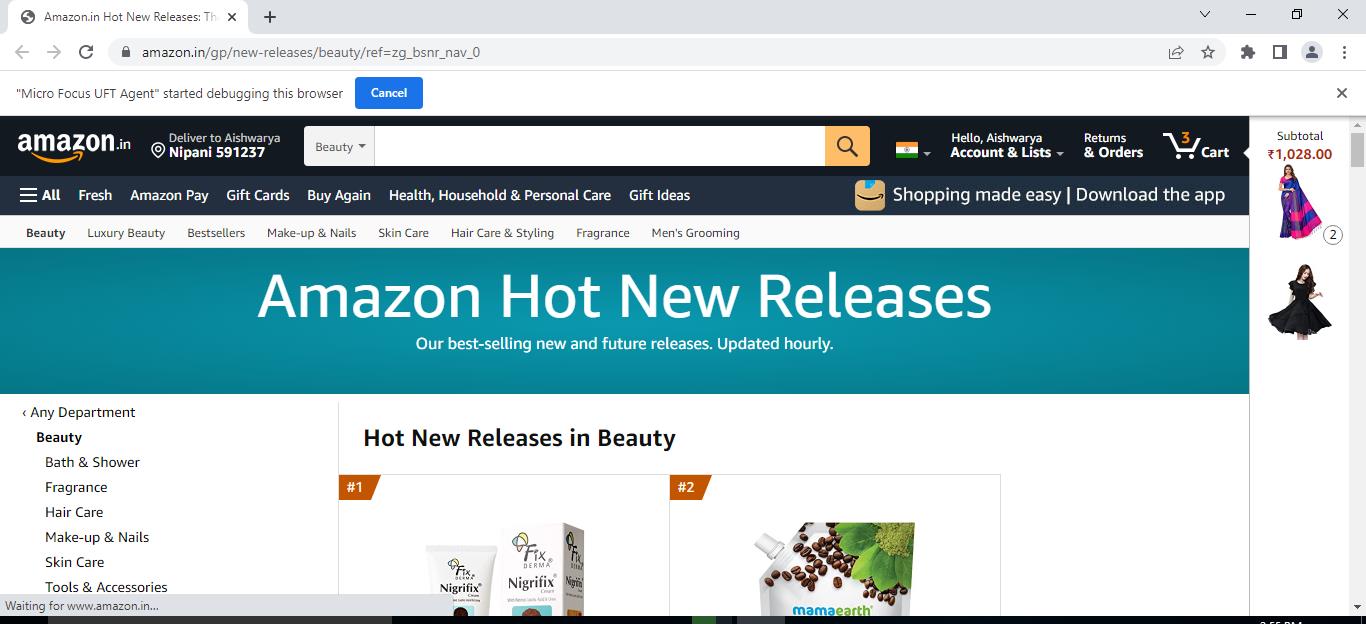 Amazon.in Hot New Releases: Th
amazon.in/gp/new-releases/beauty/ref=zg_bsnr_nav_0
"Micro Focus UFT Agent" started debugging this browser Cancel
amazon.in
Deliver to Aishwarya
Nipani 591237
Beauty
Hello, Aishwarya
Account & Lists
Returns
& Orders
3
Cart
Subtotal
₹1,028.00
2
All Fresh Amazon Pay Gift Cards Buy Again Health, Household & Personal Care Gift Ideas
Shopping made easy | Download the app
Beauty Luxury Beauty Bestsellers Make-up & Nails Skin Care Hair Care & Styling Fragrance Men's Grooming
Amazon Hot New Releases
Our best-selling new and future releases. Updated hourly.
‹ Any Department
Beauty
Bath & Shower
Fragrance
Hair Care
Make-up & Nails
Skin Care
Tools & Accessories
Hot New Releases in Beauty
#1
FIX
DERMA
Nigrifix
Cream
FIX
DERMA
Nigrifix
Cream
Nigrifix
#2
mamaearth
Waiting for www.amazon.in...